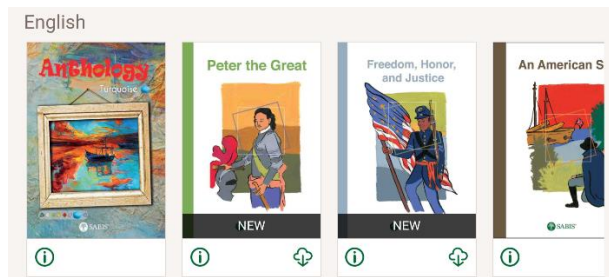 English
Anthology
Turquoise
SABIS
Peter the Great
NEW
Freedom, Honor,
and Justice
NEW
An American S
SABIS